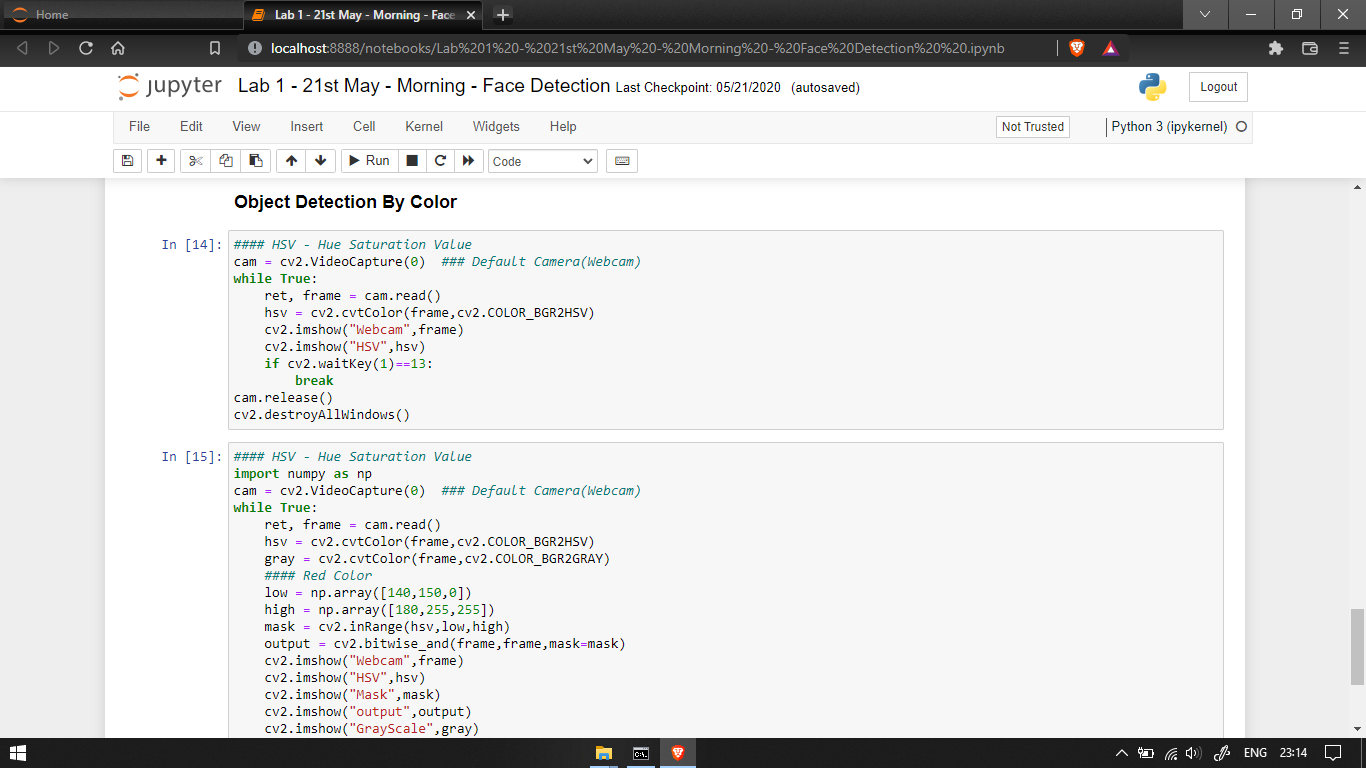 Home
Lab 1 - 21st May - Morning - Face
localhost:8888/notebooks/Lab%201%20-%2021st%20May%20-%20Morning%20-%20Face%20Detection%20%20.ipynb
jupyter Lab 1 - 21st May - Morning - Face Detection Last Checkpoint: 05/21/2020 (autosaved)
Logout
File Edit View Insert Cell Kernel Widgets Help
Not Trusted
Python 3 (ipykernel)
Run
Code
Object Detection By Color
In [14]:
#### HSV - Hue Saturation Value
cam = cv2.VideoCapture(0)  ### Default Camera(Webcam)
while True:
    ret, frame = cam.read()
    hsv = cv2.cvtColor(frame,cv2.COLOR_BGR2HSV)
    cv2.imshow("Webcam",frame)
    cv2.imshow("HSV",hsv)
    if cv2.waitKey(1)==13:
        break
cam.release()
cv2.destroyAllWindows()
In [15]:
#### HSV - Hue Saturation Value
import numpy as np
cam = cv2.VideoCapture(0)  ### Default Camera(Webcam)
while True:
    ret, frame = cam.read()
    hsv = cv2.cvtColor(frame,cv2.COLOR_BGR2HSV)
    gray = cv2.cvtColor(frame,cv2.COLOR_BGR2GRAY)
    #### Red Color
    low = np.array([140,150,0])
    high = np.array([180,255,255])
    mask = cv2.inRange(hsv,low,high)
    output = cv2.bitwise_and(frame,frame,mask=mask)
    cv2.imshow("Webcam",frame)
    cv2.imshow("HSV",hsv)
    cv2.imshow("Mask",mask)
    cv2.imshow("output",output)
    cv2.imshow("GrayScale",gray)
ENG 23:14